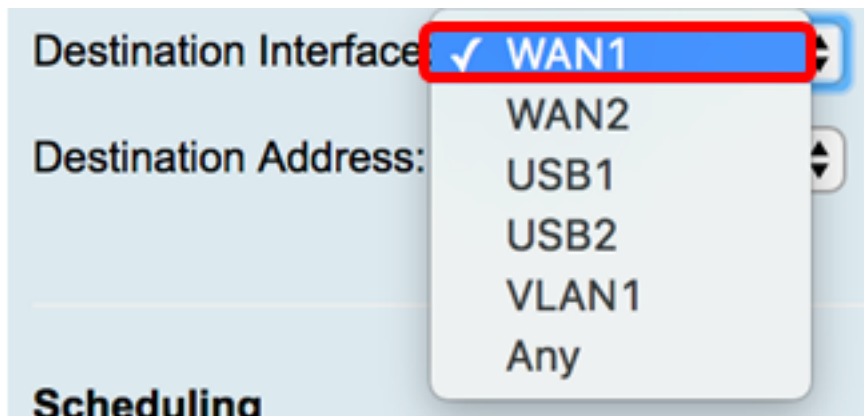 Destination Interface: ✓ WAN1
WAN2
Destination Address:
USB1
USB2
VLAN1
Any
Scheduling